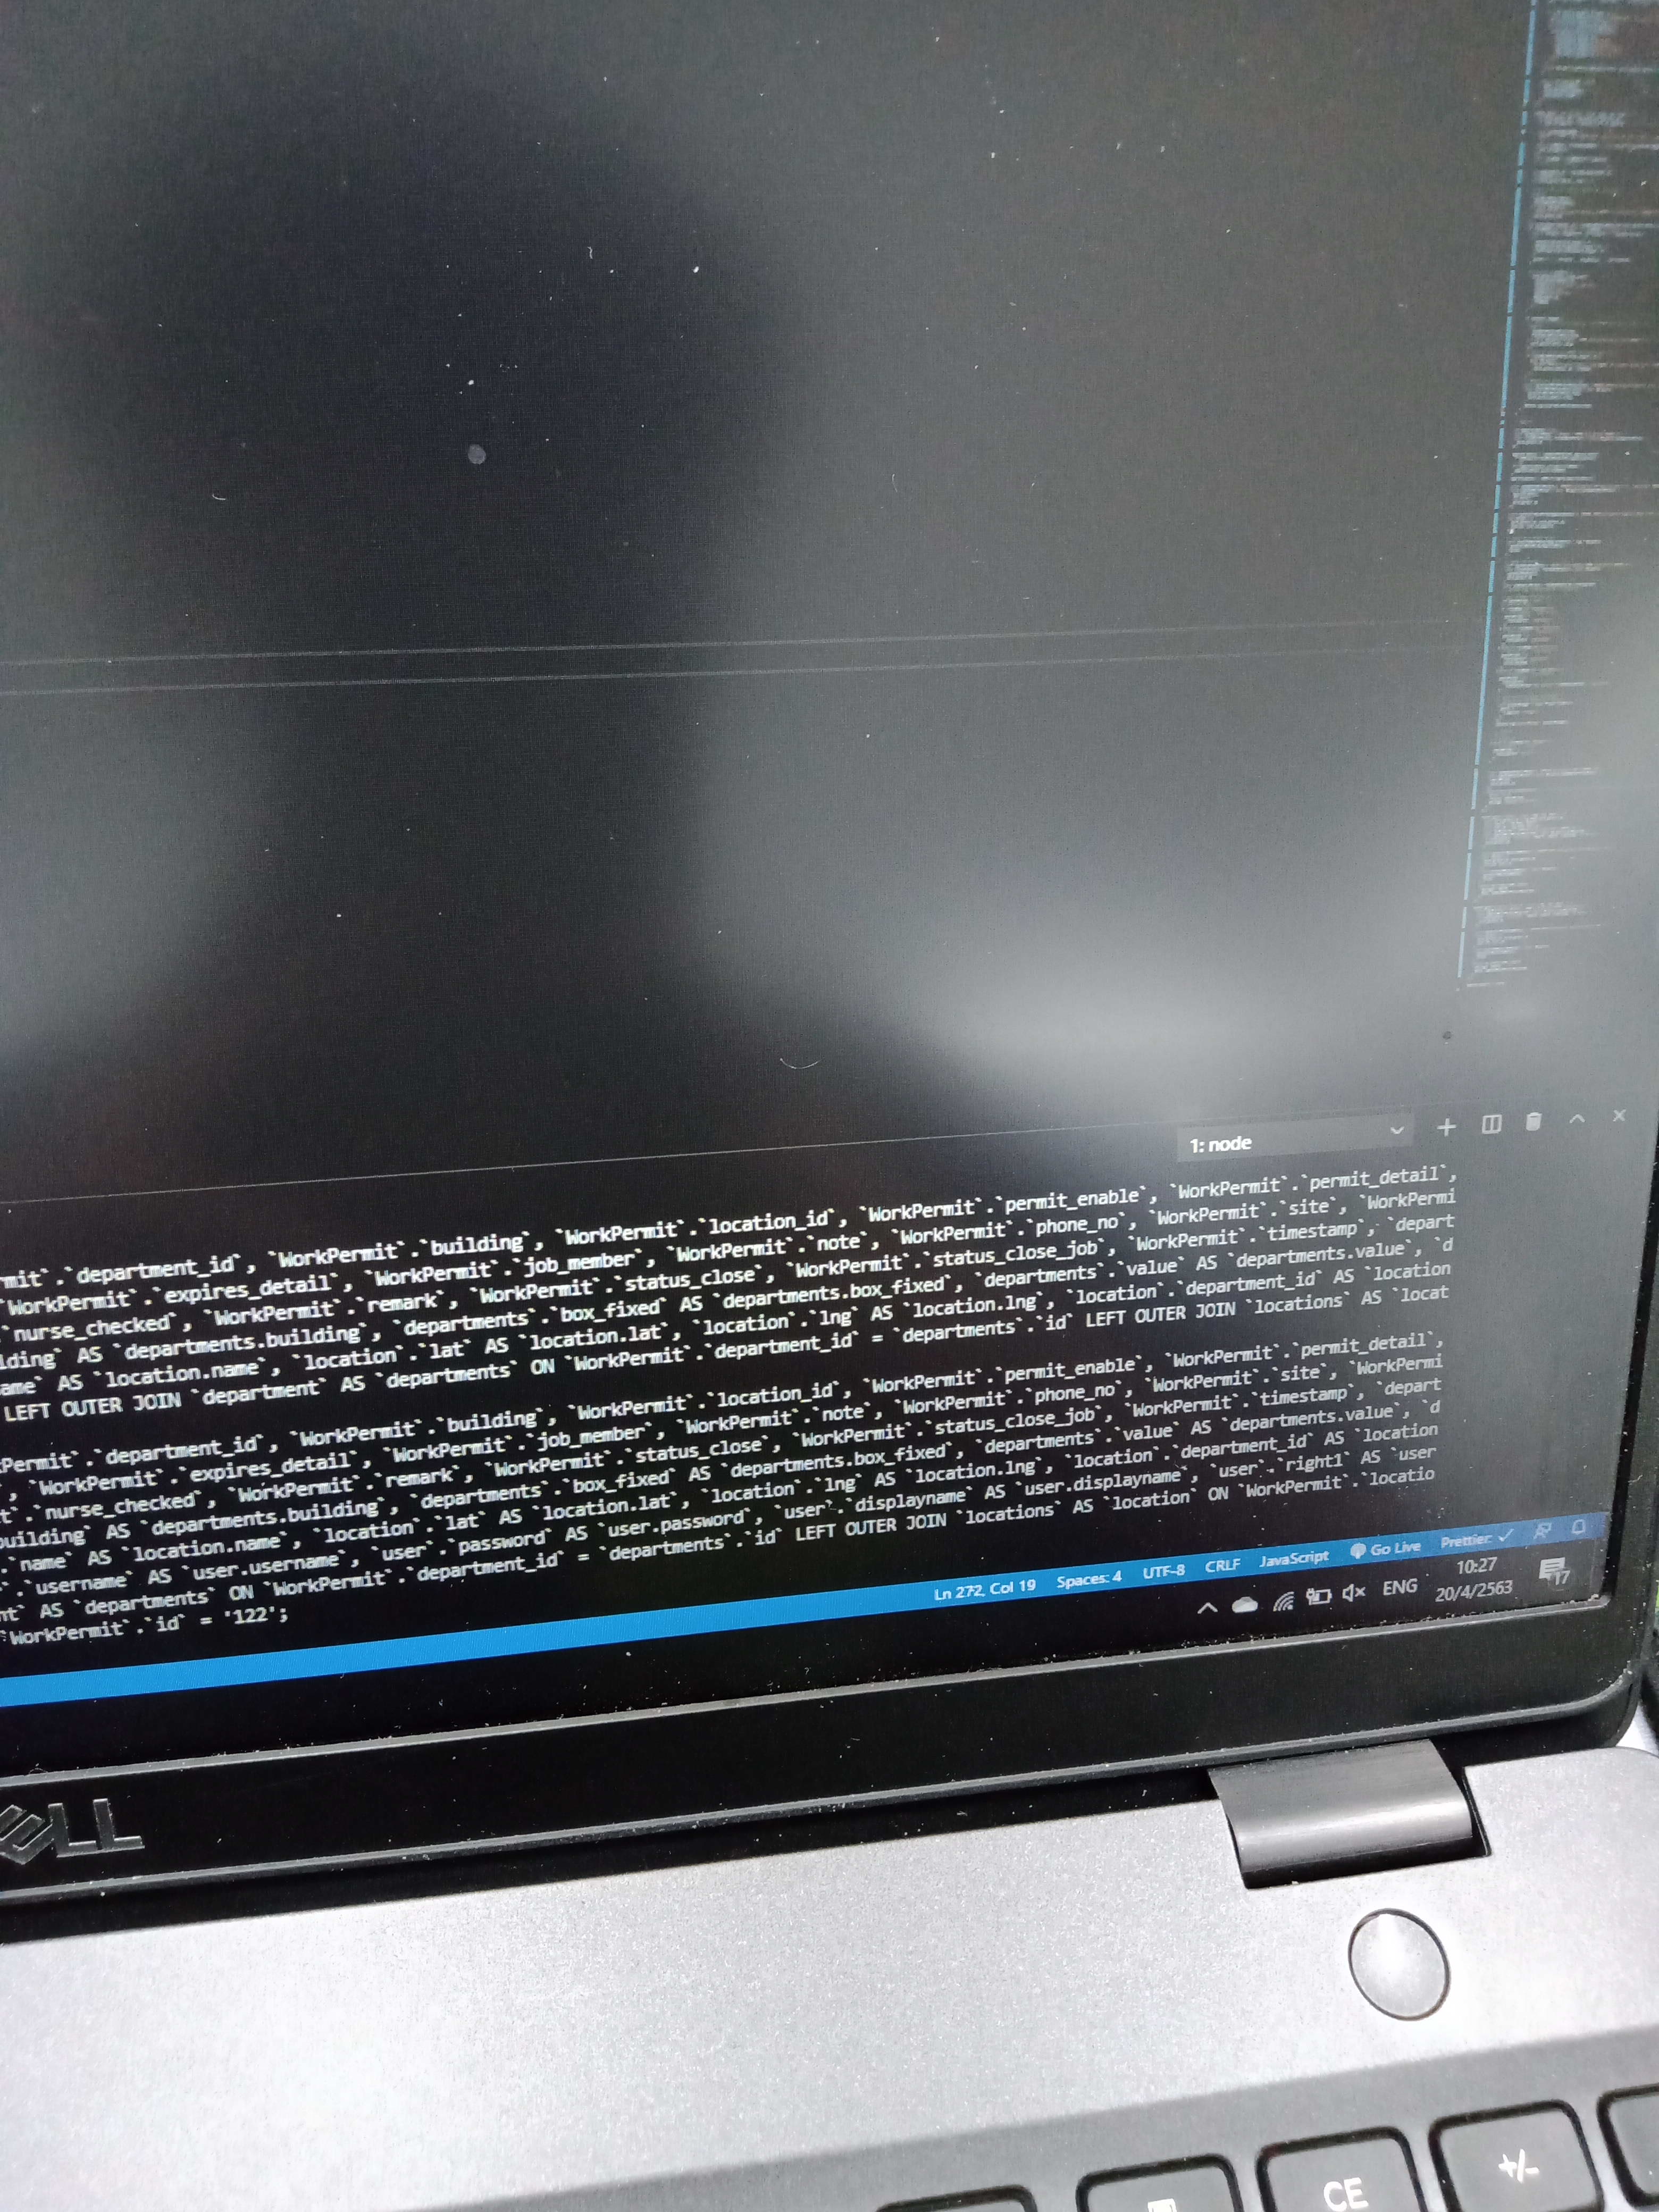 1: node
mit`.`department_id`, `WorkPermit`.`building`, `WorkPermit`.`location_id`, `WorkPermit`.`permit_enable`, `WorkPermit`.`permit_detail`,
`WorkPermit`.`expires_detail`, `WorkPermit`.`job_member`, `WorkPermit`.`note`, `WorkPermit`.`phone_no`, `WorkPermit`.`site`, `WorkPermi
`nurse_checked`, `WorkPermit`.`remark`, `WorkPermit`.`status_close`, `WorkPermit`.`status_close_job`, `WorkPermit`.`timestamp`, `depart
lding` AS `departments.building`, `departments`.`box_fixed` AS `departments.box_fixed`, `departments`.`value` AS `departments.value`, `d
ame` AS `location.name`, `location`.`lat` AS `location.lat`, `location`.`lng` AS `location.lng`, `location`.`department_id` AS `location
LEFT OUTER JOIN `department` AS `departments` ON `WorkPermit`.`department_id` = `departments`.`id` LEFT OUTER JOIN `locations` AS `locat
Permit`.`department_id`, `WorkPermit`.`building`, `WorkPermit`.`location_id`, `WorkPermit`.`permit_enable`, `WorkPermit`.`permit_detail`,
, `WorkPermit`.`expires_detail`, `WorkPermit`.`job_member`, `WorkPermit`.`note`, `WorkPermit`.`phone_no`, `WorkPermit`.`site`, `WorkPermi
t`.`nurse_checked`, `WorkPermit`.`remark`, `WorkPermit`.`status_close`, `WorkPermit`.`status_close_job`, `WorkPermit`.`timestamp`, `depart
building` AS `departments.building`, `departments`.`box_fixed` AS `departments.box_fixed`, `departments`.`value` AS `departments.value`, `d
.`name` AS `location.name`, `location`.`lat` AS `location.lat`, `location`.`lng` AS `location.lng`, `location`.`department_id` AS `location
`.`username` AS `user.username`, `user`.`password` AS `user.password`, `user`.`displayname` AS `user.displayname`, `user`.`right1` AS `user
nt` AS `departments` ON `WorkPermit`.`department_id` = `departments`.`id` LEFT OUTER JOIN `locations` AS `location` ON `WorkPermit`.`locatio
`WorkPermit`.`id` = '122';
Ln 272, Col 19 Spaces: 4 UTF-8 CRLF JavaScript Go Live Prettier: ✓
ENG 10:27 17
20/4/2563
DELL
CE +/-